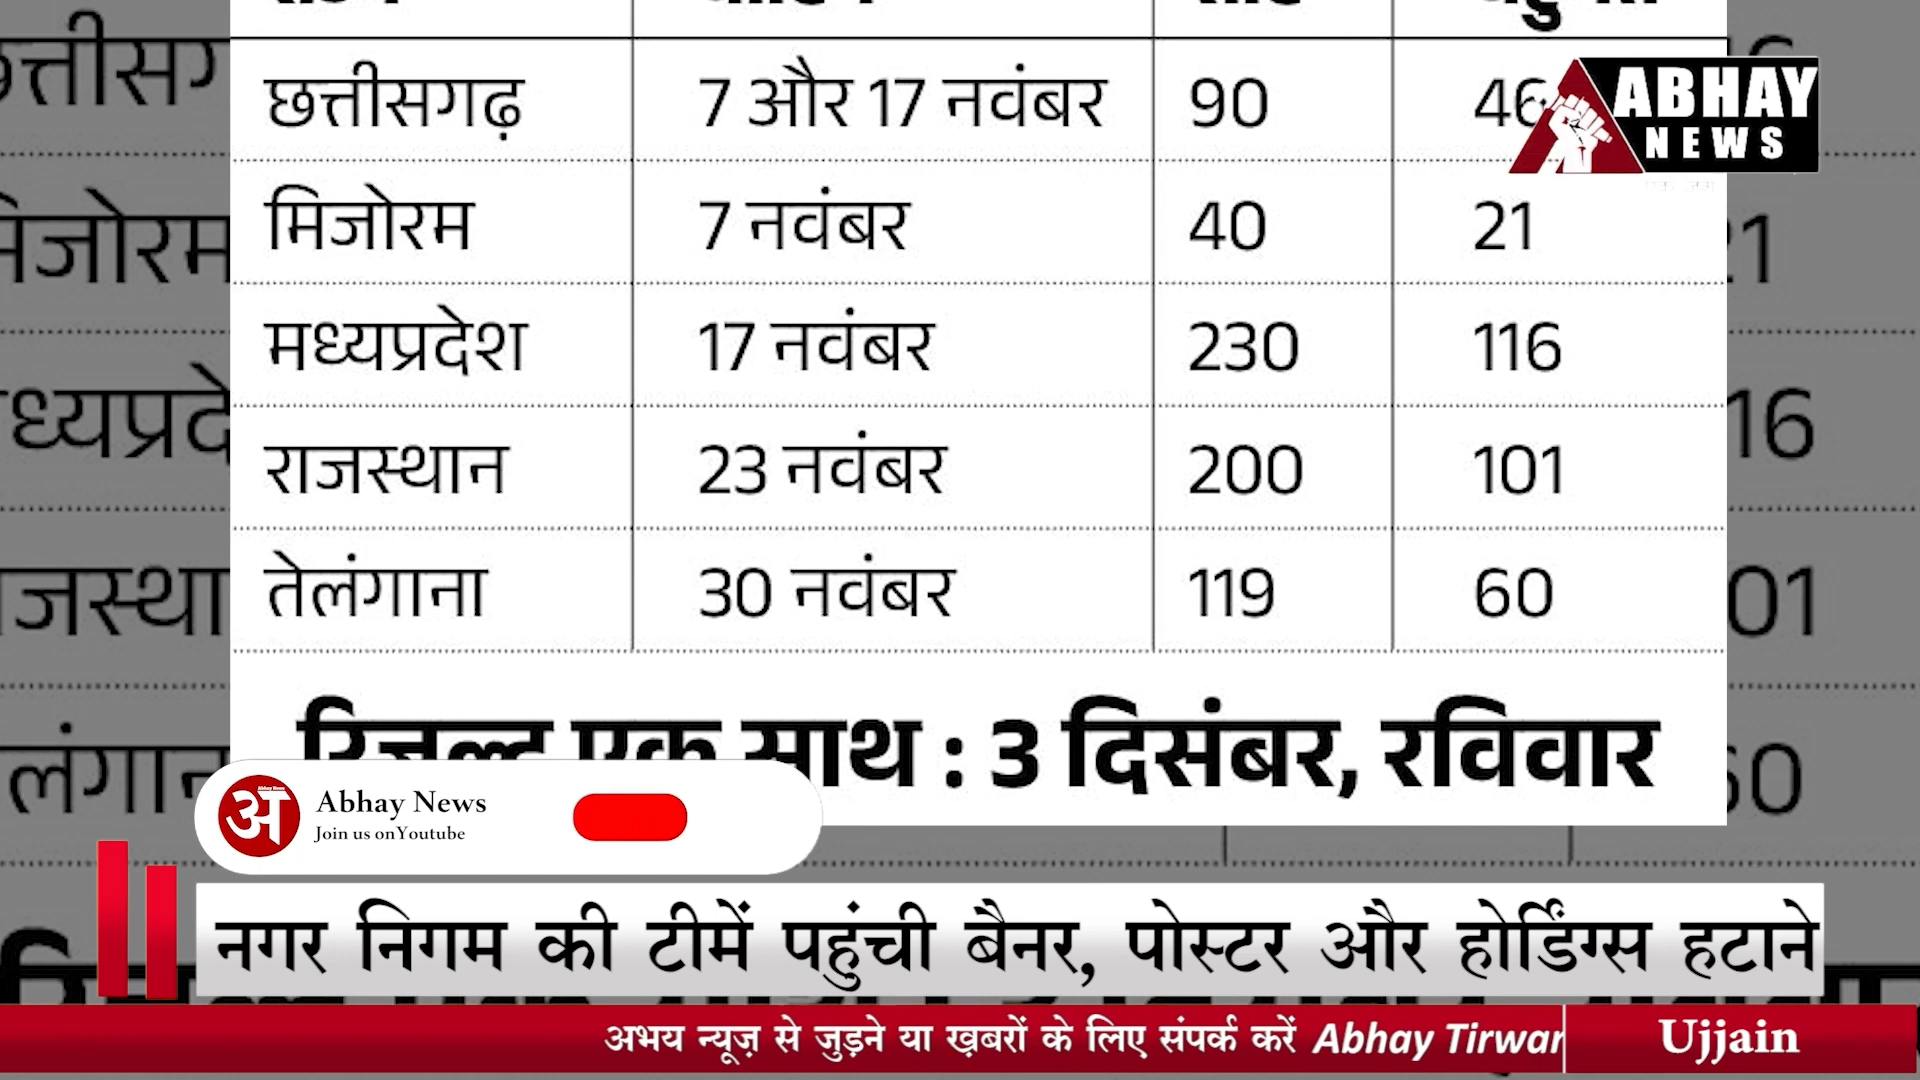 छत्तीसगढ़ 7 और 17 नवंबर 90 46
मिजोरम 7 नवंबर 40 21
मध्यप्रदेश 17 नवंबर 230 116
राजस्थान 23 नवंबर 200 101
तेलंगाना 30 नवंबर 119 60
रिजल्ट एक साथ : 3 दिसंबर, रविवार
ABHAY
NEWS
अ
Abhay News
Join us onYoutube
नगर निगम की टीमें पहुंची बैनर, पोस्टर और होर्डिंग्स हटाने
अभय न्यूज़ से जुड़ने या ख़बरों के लिए संपर्क करें Abhay Tirwar
Ujjain